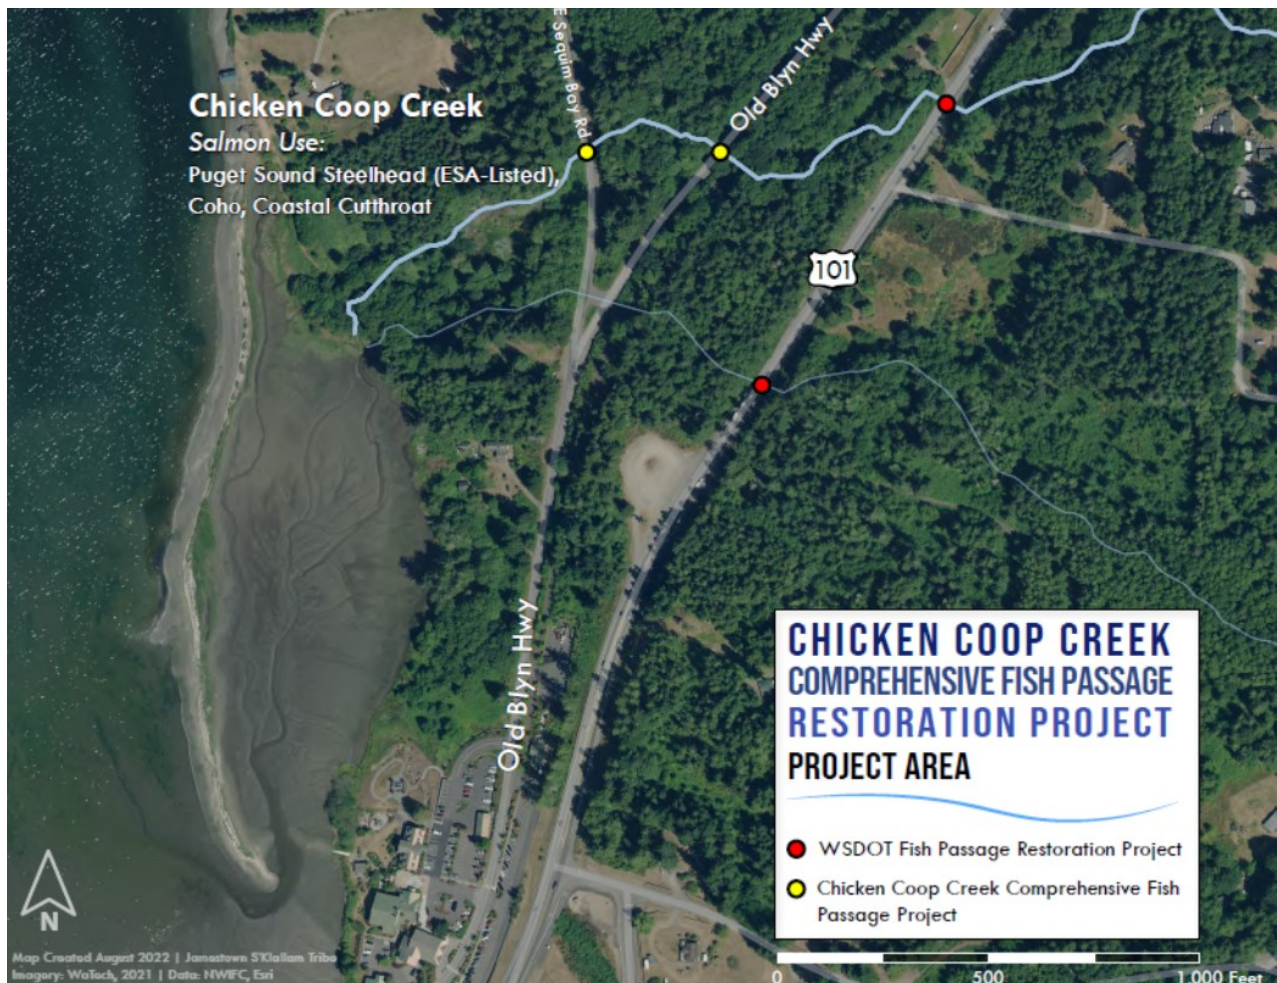 E Sequim Bay Rd
Old Blyn Hwy
Chicken Coop Creek
Salmon Use:
Puget Sound Steelhead (ESA-Listed),
Coho, Coastal Cutthroat
101
Old Blyn Hwy
CHICKEN COOP CREEK
COMPREHENSIVE FISH PASSAGE
RESTORATION PROJECT
PROJECT AREA
WSDOT Fish Passage Restoration Project
Chicken Coop Creek Comprehensive Fish
Passage Project
N
Map Created August 2022 | Jamestown S'Klallam Tribe
Imagery: WaTech, 2021 | Data: NWIFC, Esri
0 500 1,000 Feet